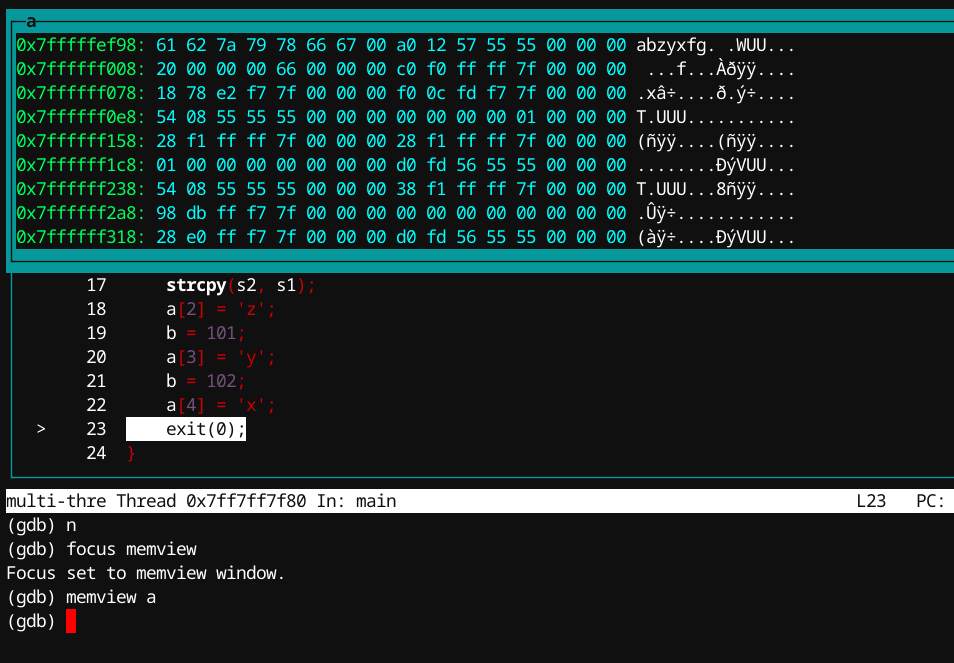 a
0x7fffffef98: 61 62 7a 79 78 66 67 00 a0 12 57 55 55 00 00 00 abzyxfg. .WUU...
0x7ffffff008: 20 00 00 00 66 00 00 00 c0 f0 ff ff 7f 00 00 00  ...f...Àðÿÿ....
0x7ffffff078: 18 78 e2 f7 7f 00 00 00 f0 0c fd f7 7f 00 00 00 .xâ÷....ð.ý÷....
0x7ffffff0e8: 54 08 55 55 55 00 00 00 00 00 00 00 01 00 00 00 T.UUU...........
0x7ffffff158: 28 f1 ff ff 7f 00 00 00 28 f1 ff ff 7f 00 00 00 (ñÿÿ....(ñÿÿ....
0x7ffffff1c8: 01 00 00 00 00 00 00 00 d0 fd 56 55 55 00 00 00 ........ÐýVUU...
0x7ffffff238: 54 08 55 55 55 00 00 00 38 f1 ff ff 7f 00 00 00 T.UUU...8ñÿÿ....
0x7ffffff2a8: 98 db ff f7 7f 00 00 00 00 00 00 00 00 00 00 00 .Ûÿ÷............
0x7ffffff318: 28 e0 ff f7 7f 00 00 00 d0 fd 56 55 55 00 00 00 (àÿ÷....ÐýVUU...
17 strcpy(s2, s1);
18 a[2] = 'z';
19 b = 101;
20 a[3] = 'y';
21 b = 102;
22 a[4] = 'x';
> 23 exit(0);
24 }
multi-thre Thread 0x7ff7ff7f80 In: main L23 PC:
(gdb) n
(gdb) focus memview
Focus set to memview window.
(gdb) memview a
(gdb)